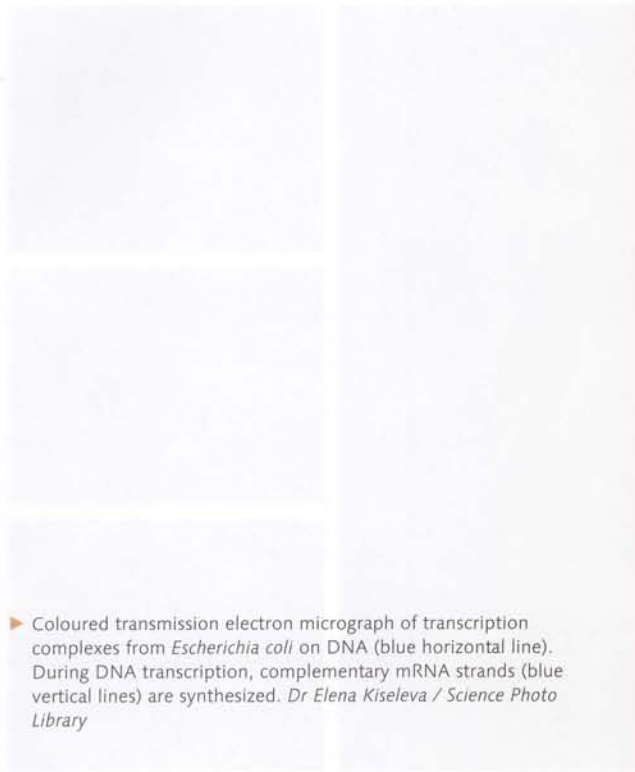 Coloured transmission electron micrograph of transcription
complexes from Escherichia coli on DNA (blue horizontal line).
During DNA transcription, complementary mRNA strands (blue
vertical lines) are synthesized. Dr Elena Kiseleva / Science Photo
Library